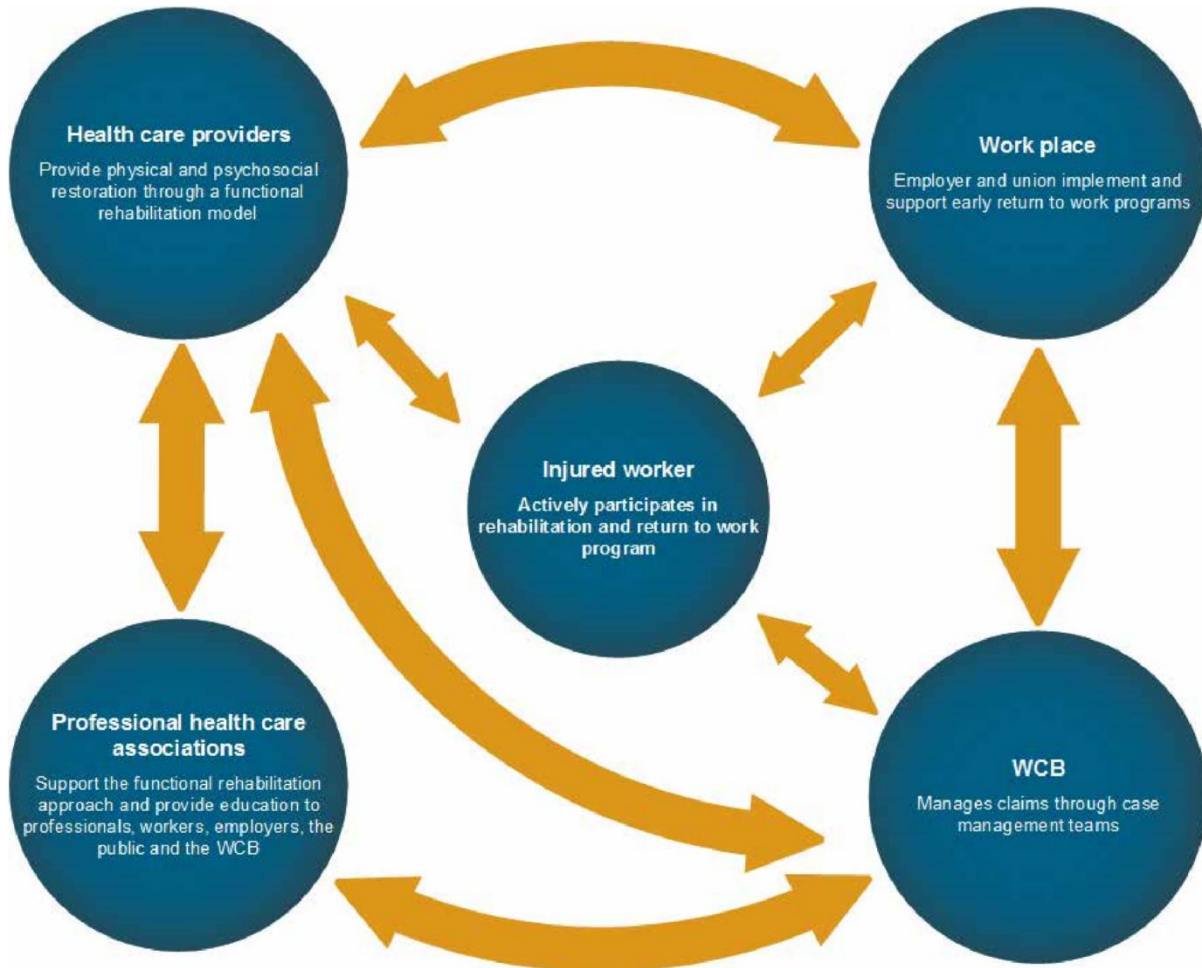 Health care providers
Provide physical and psychosocial
restoration through a functional
rehabilitation model
Work place
Employer and union implement and
support early return to work programs
Injured worker
Actively participates in
rehabilitation and return to work
program
Professional health care
associations
Support the functional rehabilitation
approach and provide education to
professionals, workers, employers, the
public and the WCB
WCB
Manages claims through case
management teams